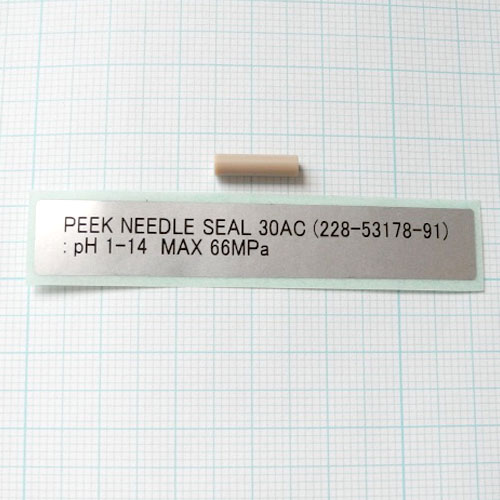 PEEK NEEDLE SEAL 30AC (228-53178-91)
: pH 1-14  MAX 66MPa